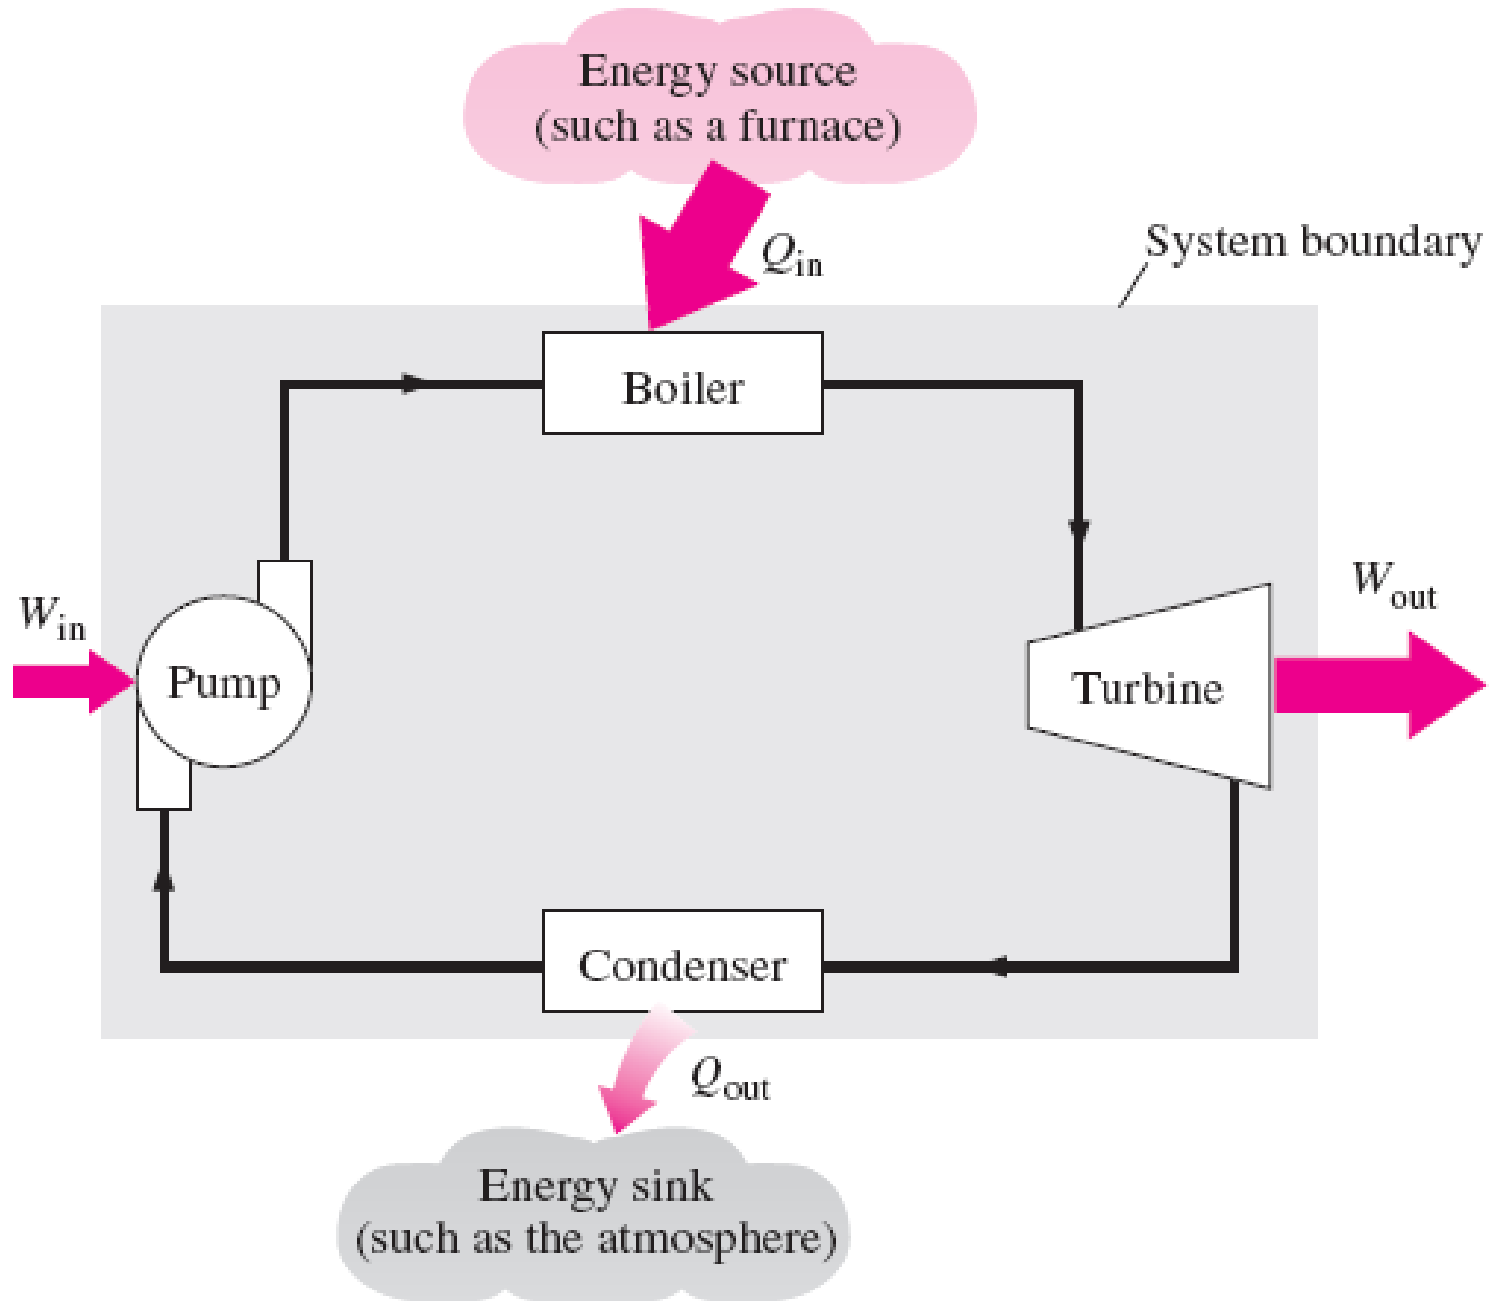 Energy source
(such as a furnace)
Qin
System boundary
Boiler
Win
Pump
Turbine
Wout
Condenser
Qout
Energy sink
(such as the atmosphere)